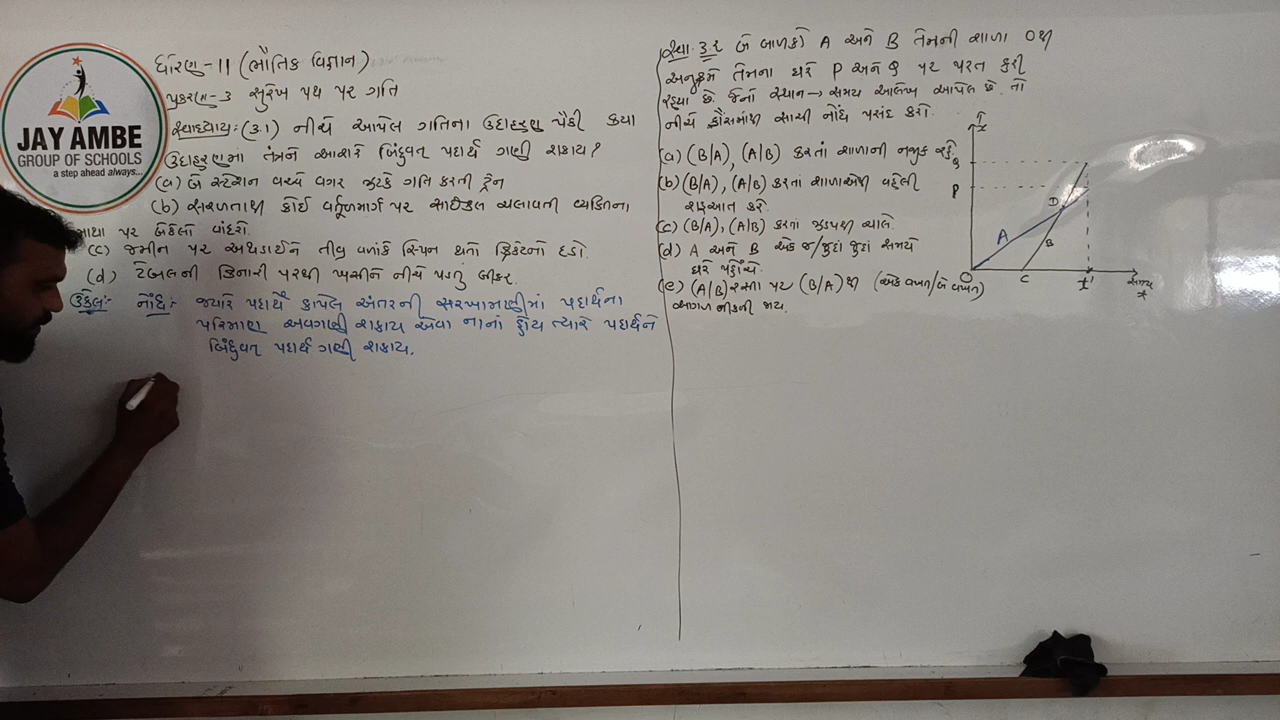 JAY AMBE
GROUP OF SCHOOLS
a step ahead always...
ધોરણ-11 (ભૌતિક વિજ્ઞાન)
પ્રકરણ-3 સુરેખ પથ પર ગતિ
સ્વાધ્યાય: (3.1) નીચે આપેલ ગતિના ઉદાહરણ પૈકી કયા
ઉદાહરણમાં તંત્રને આશરે બિંદુવત્ પદાર્થ ગણી શકાય?
(a) બે સ્ટેશન વચ્ચે વગર ઝટકે ગતિ કરતી ટ્રેન
(b) સરળતાથી કોઈ વર્તુળમાર્ગ પર સાઈકલ ચલાવતી વ્યક્તિના
માથા પર બેઠેલો વાંદરો.
(c) જમીન પર અથડાઈને તીવ્ર વળાંકે સ્પિન થતો ક્રિકેટનો દડો.
(d) ટેબલની કિનારી પરથી ખસીને નીચે પડતું બીકર.
ઉકેલ:- નોંધ:- જ્યારે પદાર્થે કાપેલ અંતરની સરખામણીમાં પદાર્થના
પરિમાણ અવગણી શકાય એવા નાનાં હોય ત્યારે પદાર્થને
બિંદુવત્ પદાર્થ ગણી શકાય.
સ્વા. 3.2 બે બાળકો A અને B તેમની શાળા O થી
અનુક્રમે તેમના ઘરે P અને Q પર પરત ફરી
રહ્યા છે. જેનો સ્થાન → સમય આલેખ આપેલ છે. તો
નીચે કૌંસમાંથી સાચી નોંધ પસંદ કરો.
(a) (B/A), (A/B) કરતાં શાળાની નજીક રહે
(b) (B/A), (A/B) કરતાં શાળાએથી વહેલી
શરૂઆત કરે
(c) (B/A), (A/B) કરતાં ઝડપથી ચાલે.
(d) A અને B એક જ/જુદાં જુદાં સમયે
ઘરે પહોંચે.
(e) (A/B) રસ્તા પર (B/A) થી (એક વખત/બે વખત)
આગળ નીકળી જાય.
x
Q
P
D
A
B
O
C
t'
સમય
t